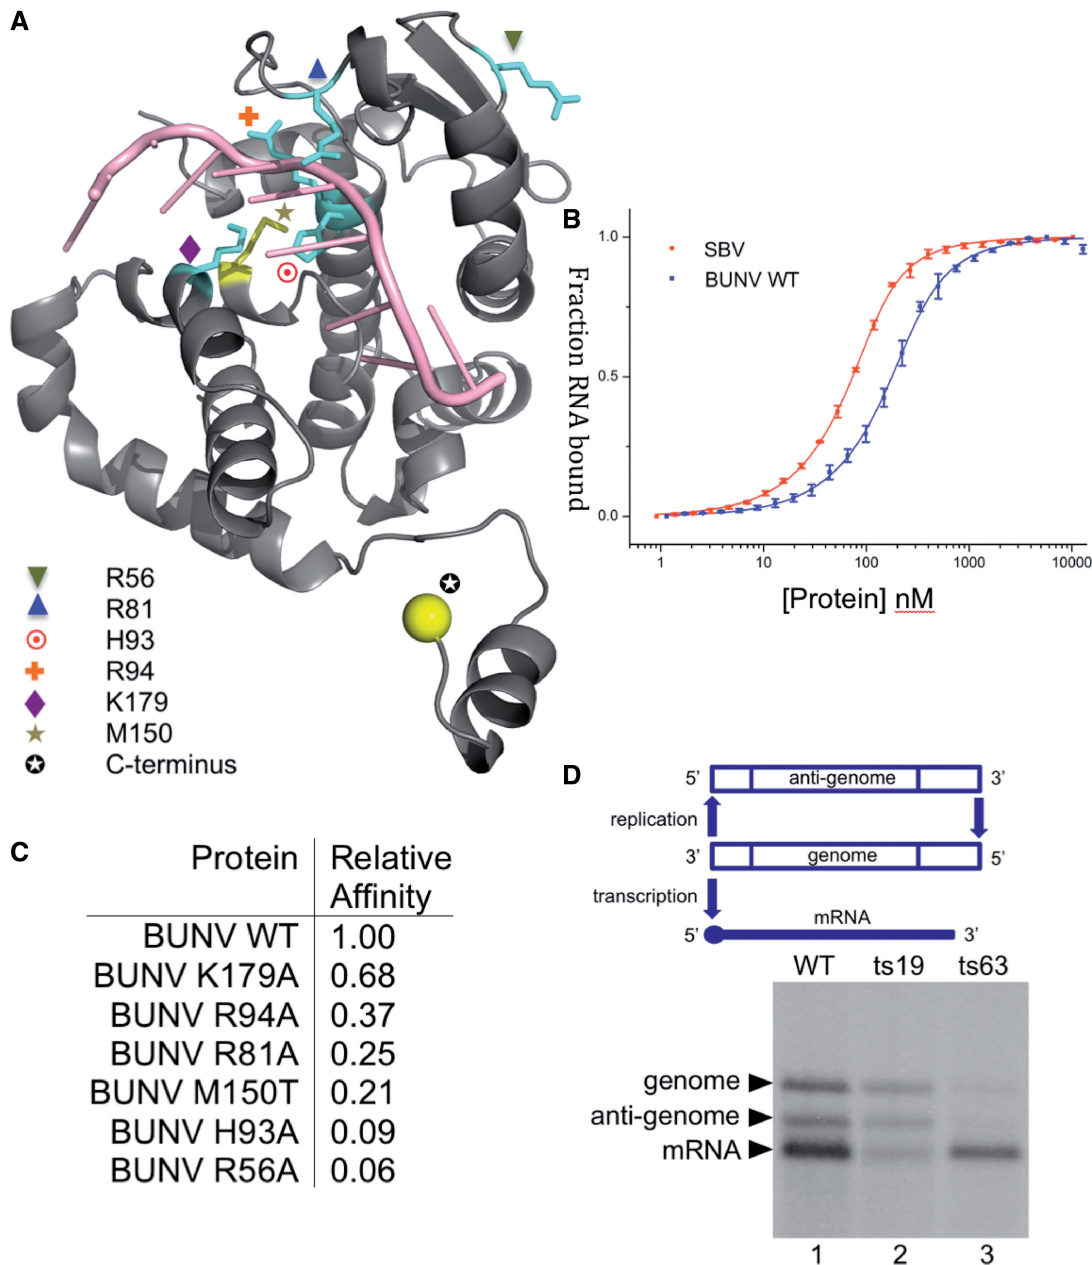 A
R56
R81
H93
R94
K179
M150
C-terminus
B
SBV
BUNV WT
Fraction RNA bound
1.0
0.5
0.0
1
10
100
1000
10000
[Protein] nM
C
Protein Relative Affinity
BUNV WT 1.00
BUNV K179A 0.68
BUNV R94A 0.37
BUNV R81A 0.25
BUNV M150T 0.21
BUNV H93A 0.09
BUNV R56A 0.06
D
5’ anti-genome 3’
replication
3’ genome 5’
transcription
mRNA
5’ 3’
WT ts19 ts63
genome
anti-genome
mRNA
1 2 3